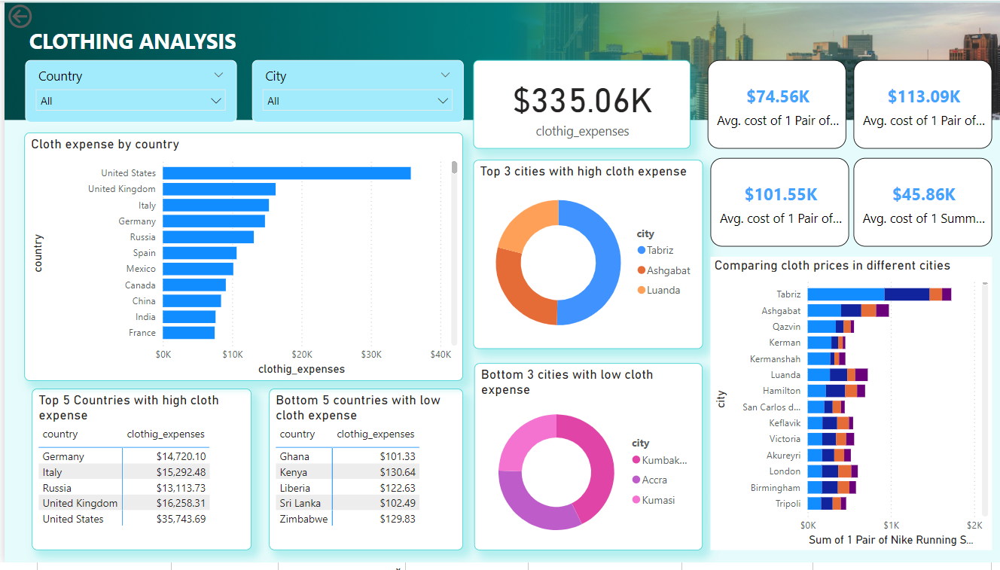 CLOTHING ANALYSIS
Country
All
City
All
$335.06K
clothig_expenses
$74.56K
Avg. cost of 1 Pair of...
$113.09K
Avg. cost of 1 Pair of...
$101.55K
Avg. cost of 1 Pair of...
$45.86K
Avg. cost of 1 Summ...
Cloth expense by country
country
United States
United Kingdom
Italy
Germany
Russia
Spain
Mexico
Canada
China
India
France
$0K $10K $20K $30K $40K
clothig_expenses
Top 3 cities with high cloth expense
city
Tabriz
Ashgabat
Luanda
Top 5 Countries with high cloth
expense
country clothig_expenses
Germany $14,720.10
Italy $15,292.48
Russia $13,113.73
United Kingdom $16,258.31
United States $35,743.69
Bottom 5 countries with low
cloth expense
country clothig_expenses
Ghana $101.33
Kenya $130.64
Liberia $122.63
Sri Lanka $102.49
Zimbabwe $129.83
Bottom 3 cities with low cloth
expense
city
Kumbak...
Accra
Kumasi
Comparing cloth prices in different cities
city
Tabriz
Ashgabat
Qazvin
Kerman
Kermanshah
Luanda
Hamilton
San Carlos d...
Keflavik
Victoria
Akureyri
London
Birmingham
Tripoli
$0K $1K $2K
Sum of 1 Pair of Nike Running S...